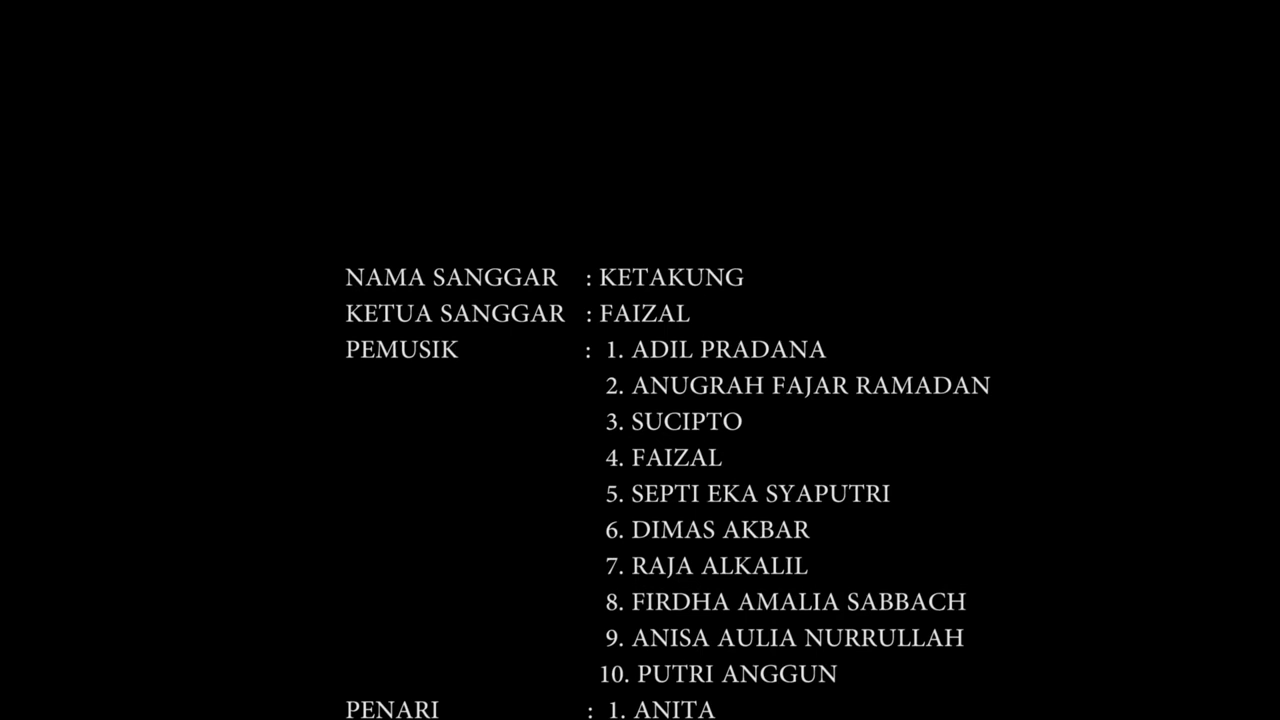 NAMA SANGGAR : KETAKUNG
KETUA SANGGAR : FAIZAL
PEMUSIK : 1. ADIL PRADANA
2. ANUGRAH FAJAR RAMADAN
3. SUCIPTO
4. FAIZAL
5. SEPTI EKA SYAPUTRI
6. DIMAS AKBAR
7. RAJA ALKALIL
8. FIRDHA AMALIA SABBACH
9. ANISA AULIA NURRULLAH
10. PUTRI ANGGUN
PENARI : 1. ANITA